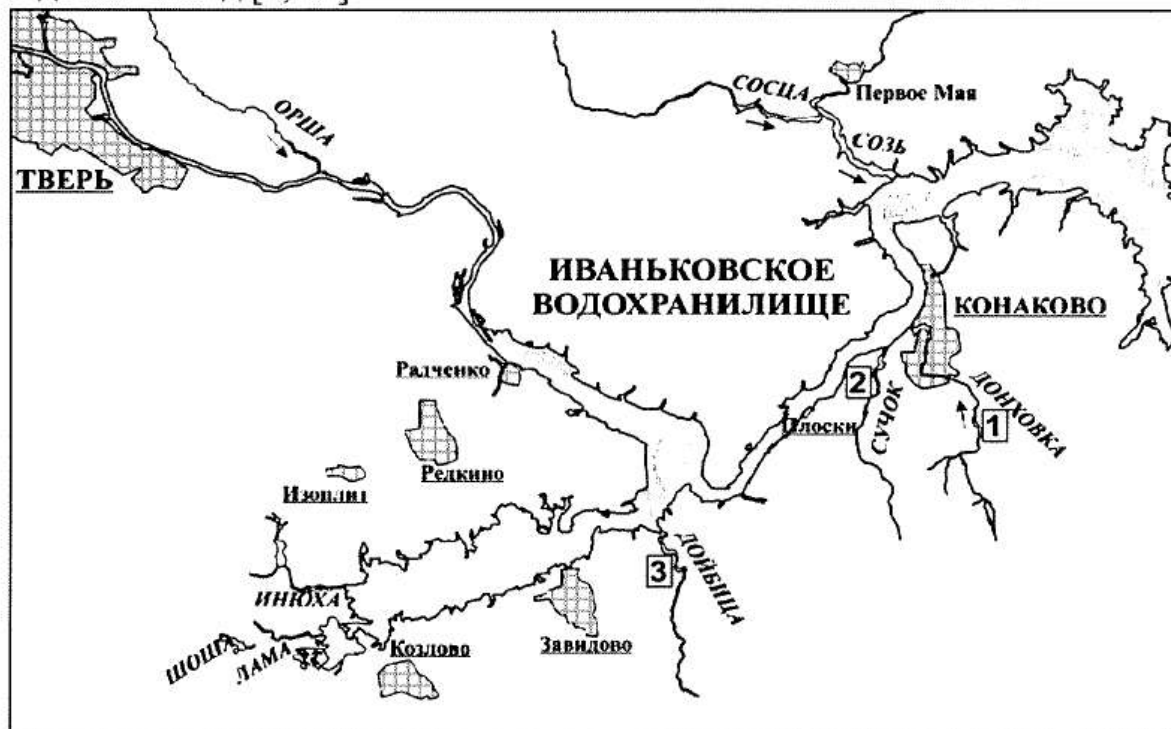 СОСЦА
Первое Мая
ОРША
СОЗЬ
ТВЕРЬ
ИВАНЬКОВСКОЕ
ВОДОХРАНИЛИЩЕ
КОНАКОВО
Радченко
2
ДОНХОВКА
Плоски
СУЧОК
1
Редкино
Изоплит
ДОЙБИЦА
3
ИНЮХА
ШОША
ЛАМА
Козлово
Завидово